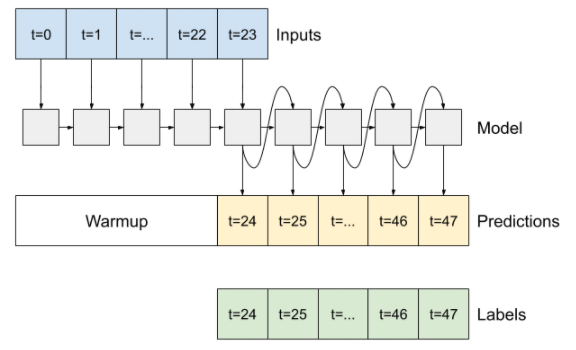 t=0 t=1 t=... t=22 t=23 Inputs
Model
Warmup t=24 t=25 t=... t=46 t=47 Predictions
t=24 t=25 t=... t=46 t=47 Labels